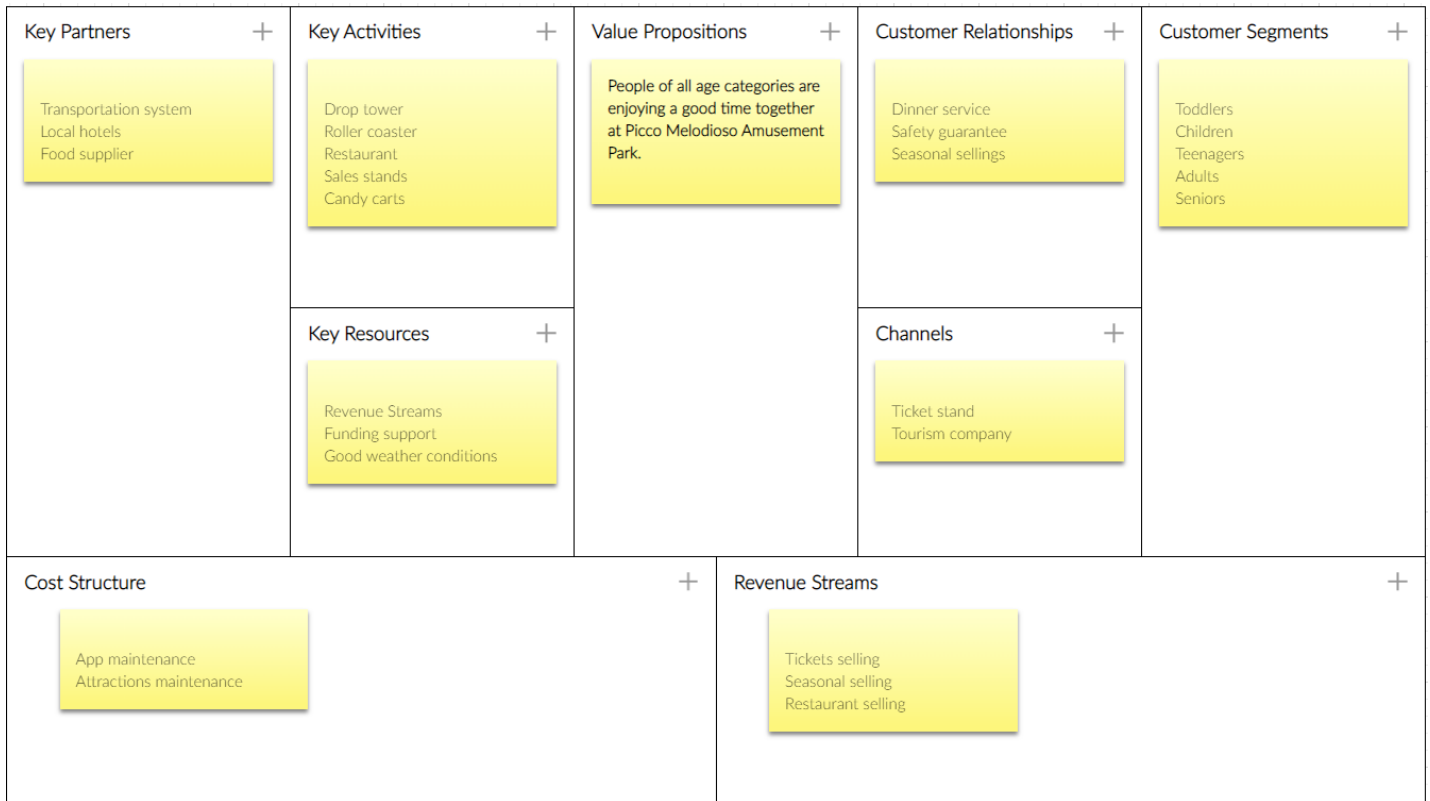 Key Partners
Transportation system
Local hotels
Food supplier
Key Activities
Drop tower
Roller coaster
Restaurant
Sales stands
Candy carts
Key Resources
Revenue Streams
Funding support
Good weather conditions
Value Propositions
People of all age categories are
enjoying a good time together
at Picco Melodioso Amusement
Park.
Customer Relationships
Dinner service
Safety guarantee
Seasonal sellings
Channels
Ticket stand
Tourism company
Customer Segments
Toddlers
Children
Teenagers
Adults
Seniors
Cost Structure
App maintenance
Attractions maintenance
Revenue Streams
Tickets selling
Seasonal selling
Restaurant selling